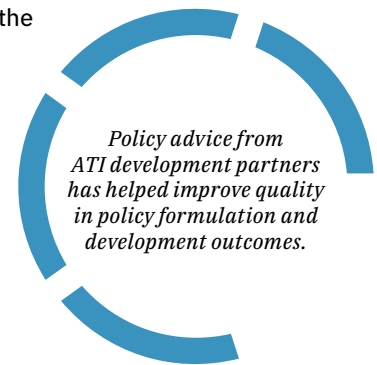 the
Policy advice from
ATI development partners
has helped improve quality
in policy formulation and
development outcomes.